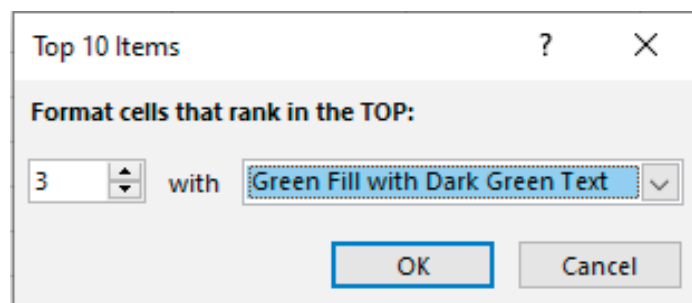 Top 10 Items ?
Format cells that rank in the TOP:
3 with Green Fill with Dark Green Text
OK Cancel